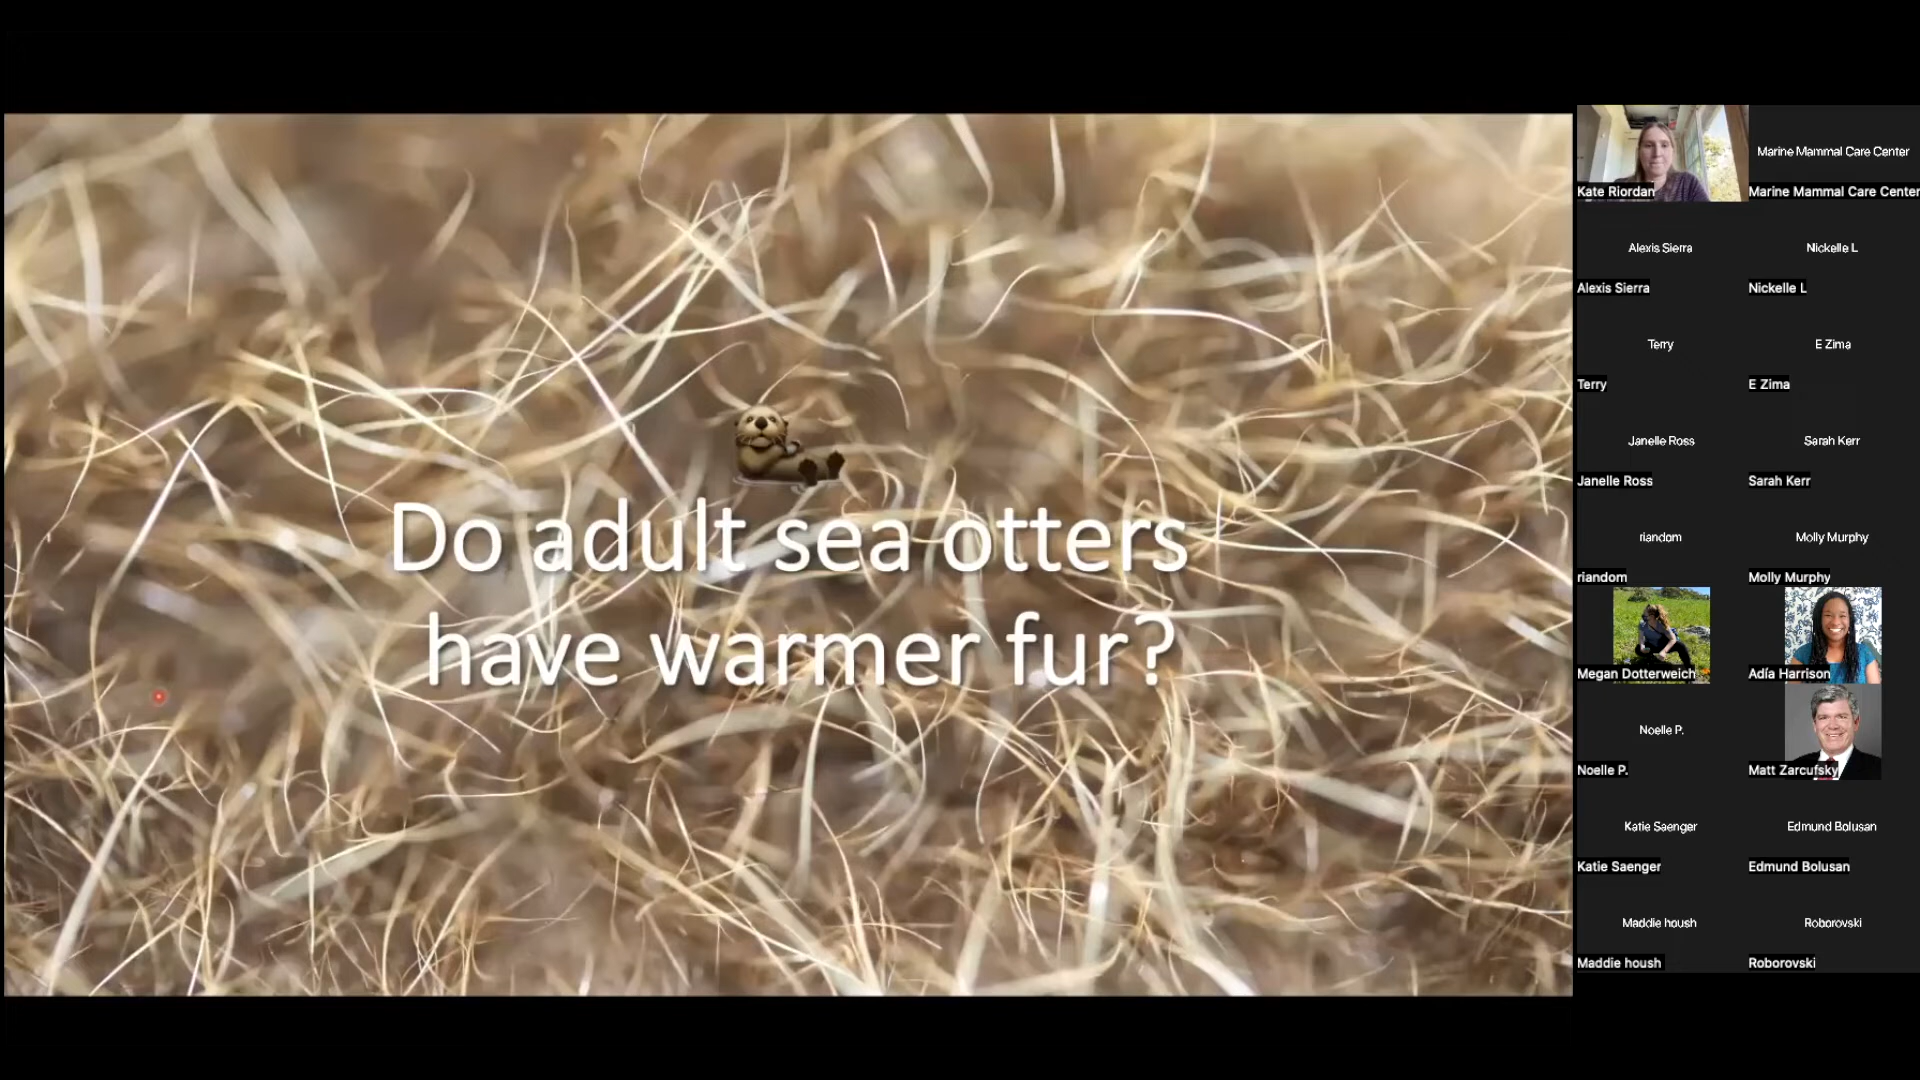 Do adult sea otters
have warmer fur?
Kate Riordan
Marine Mammal Care Center
Marine Mammal Care Center
Alexis Sierra
Alexis Sierra
Nickelle L
Nickelle L
Terry
Terry
E Zima
E Zima
Janelle Ross
Janelle Ross
Sarah Kerr
Sarah Kerr
riandom
riandom
Molly Murphy
Molly Murphy
Megan Dotterweich
Adía Harrison
Noelle P.
Noelle P.
Matt Zarcufsky
Katie Saenger
Katie Saenger
Edmund Bolusan
Edmund Bolusan
Maddie housh
Maddie housh
Roborovski
Roborovski